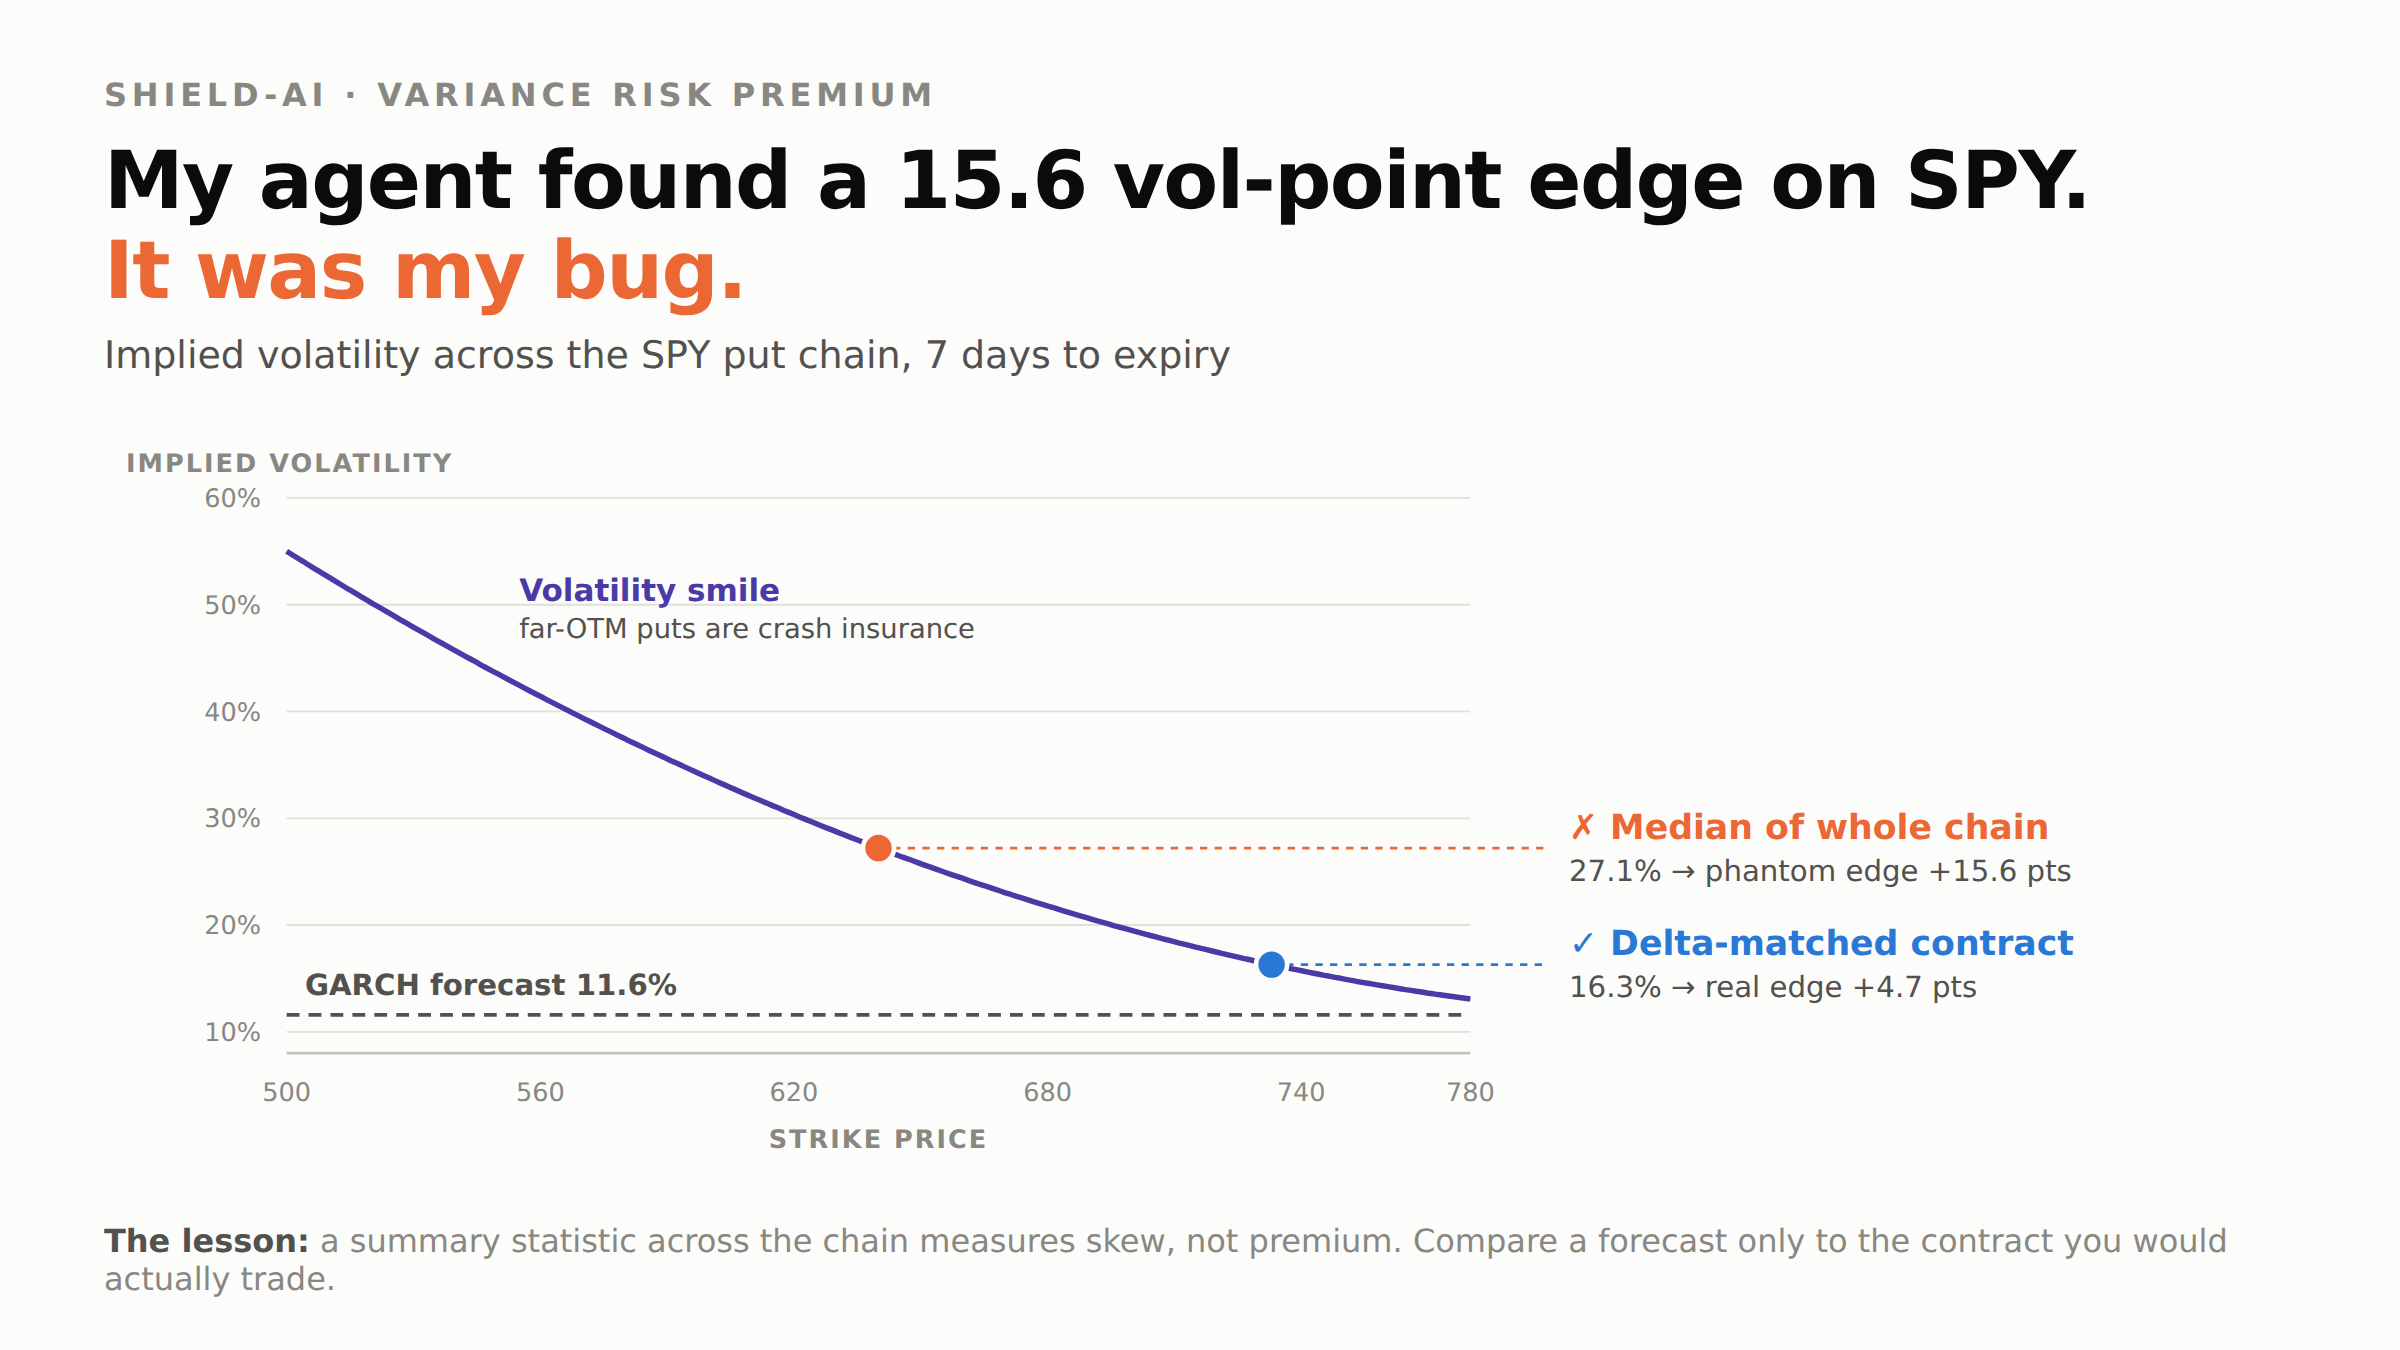 SHIELD-AI · VARIANCE RISK PREMIUM
My agent found a 15.6 vol-point edge on SPY.
It was my bug.
Implied volatility across the SPY put chain, 7 days to expiry
IMPLIED VOLATILITY
60%
50%
40%
30%
20%
10%
Volatility smile
far-OTM puts are crash insurance
GARCH forecast 11.6%
✗ Median of whole chain
27.1% → phantom edge +15.6 pts
✓ Delta-matched contract
16.3% → real edge +4.7 pts
500 560 620 680 740 780
STRIKE PRICE
The lesson: a summary statistic across the chain measures skew, not premium. Compare a forecast only to the contract you would
actually trade.